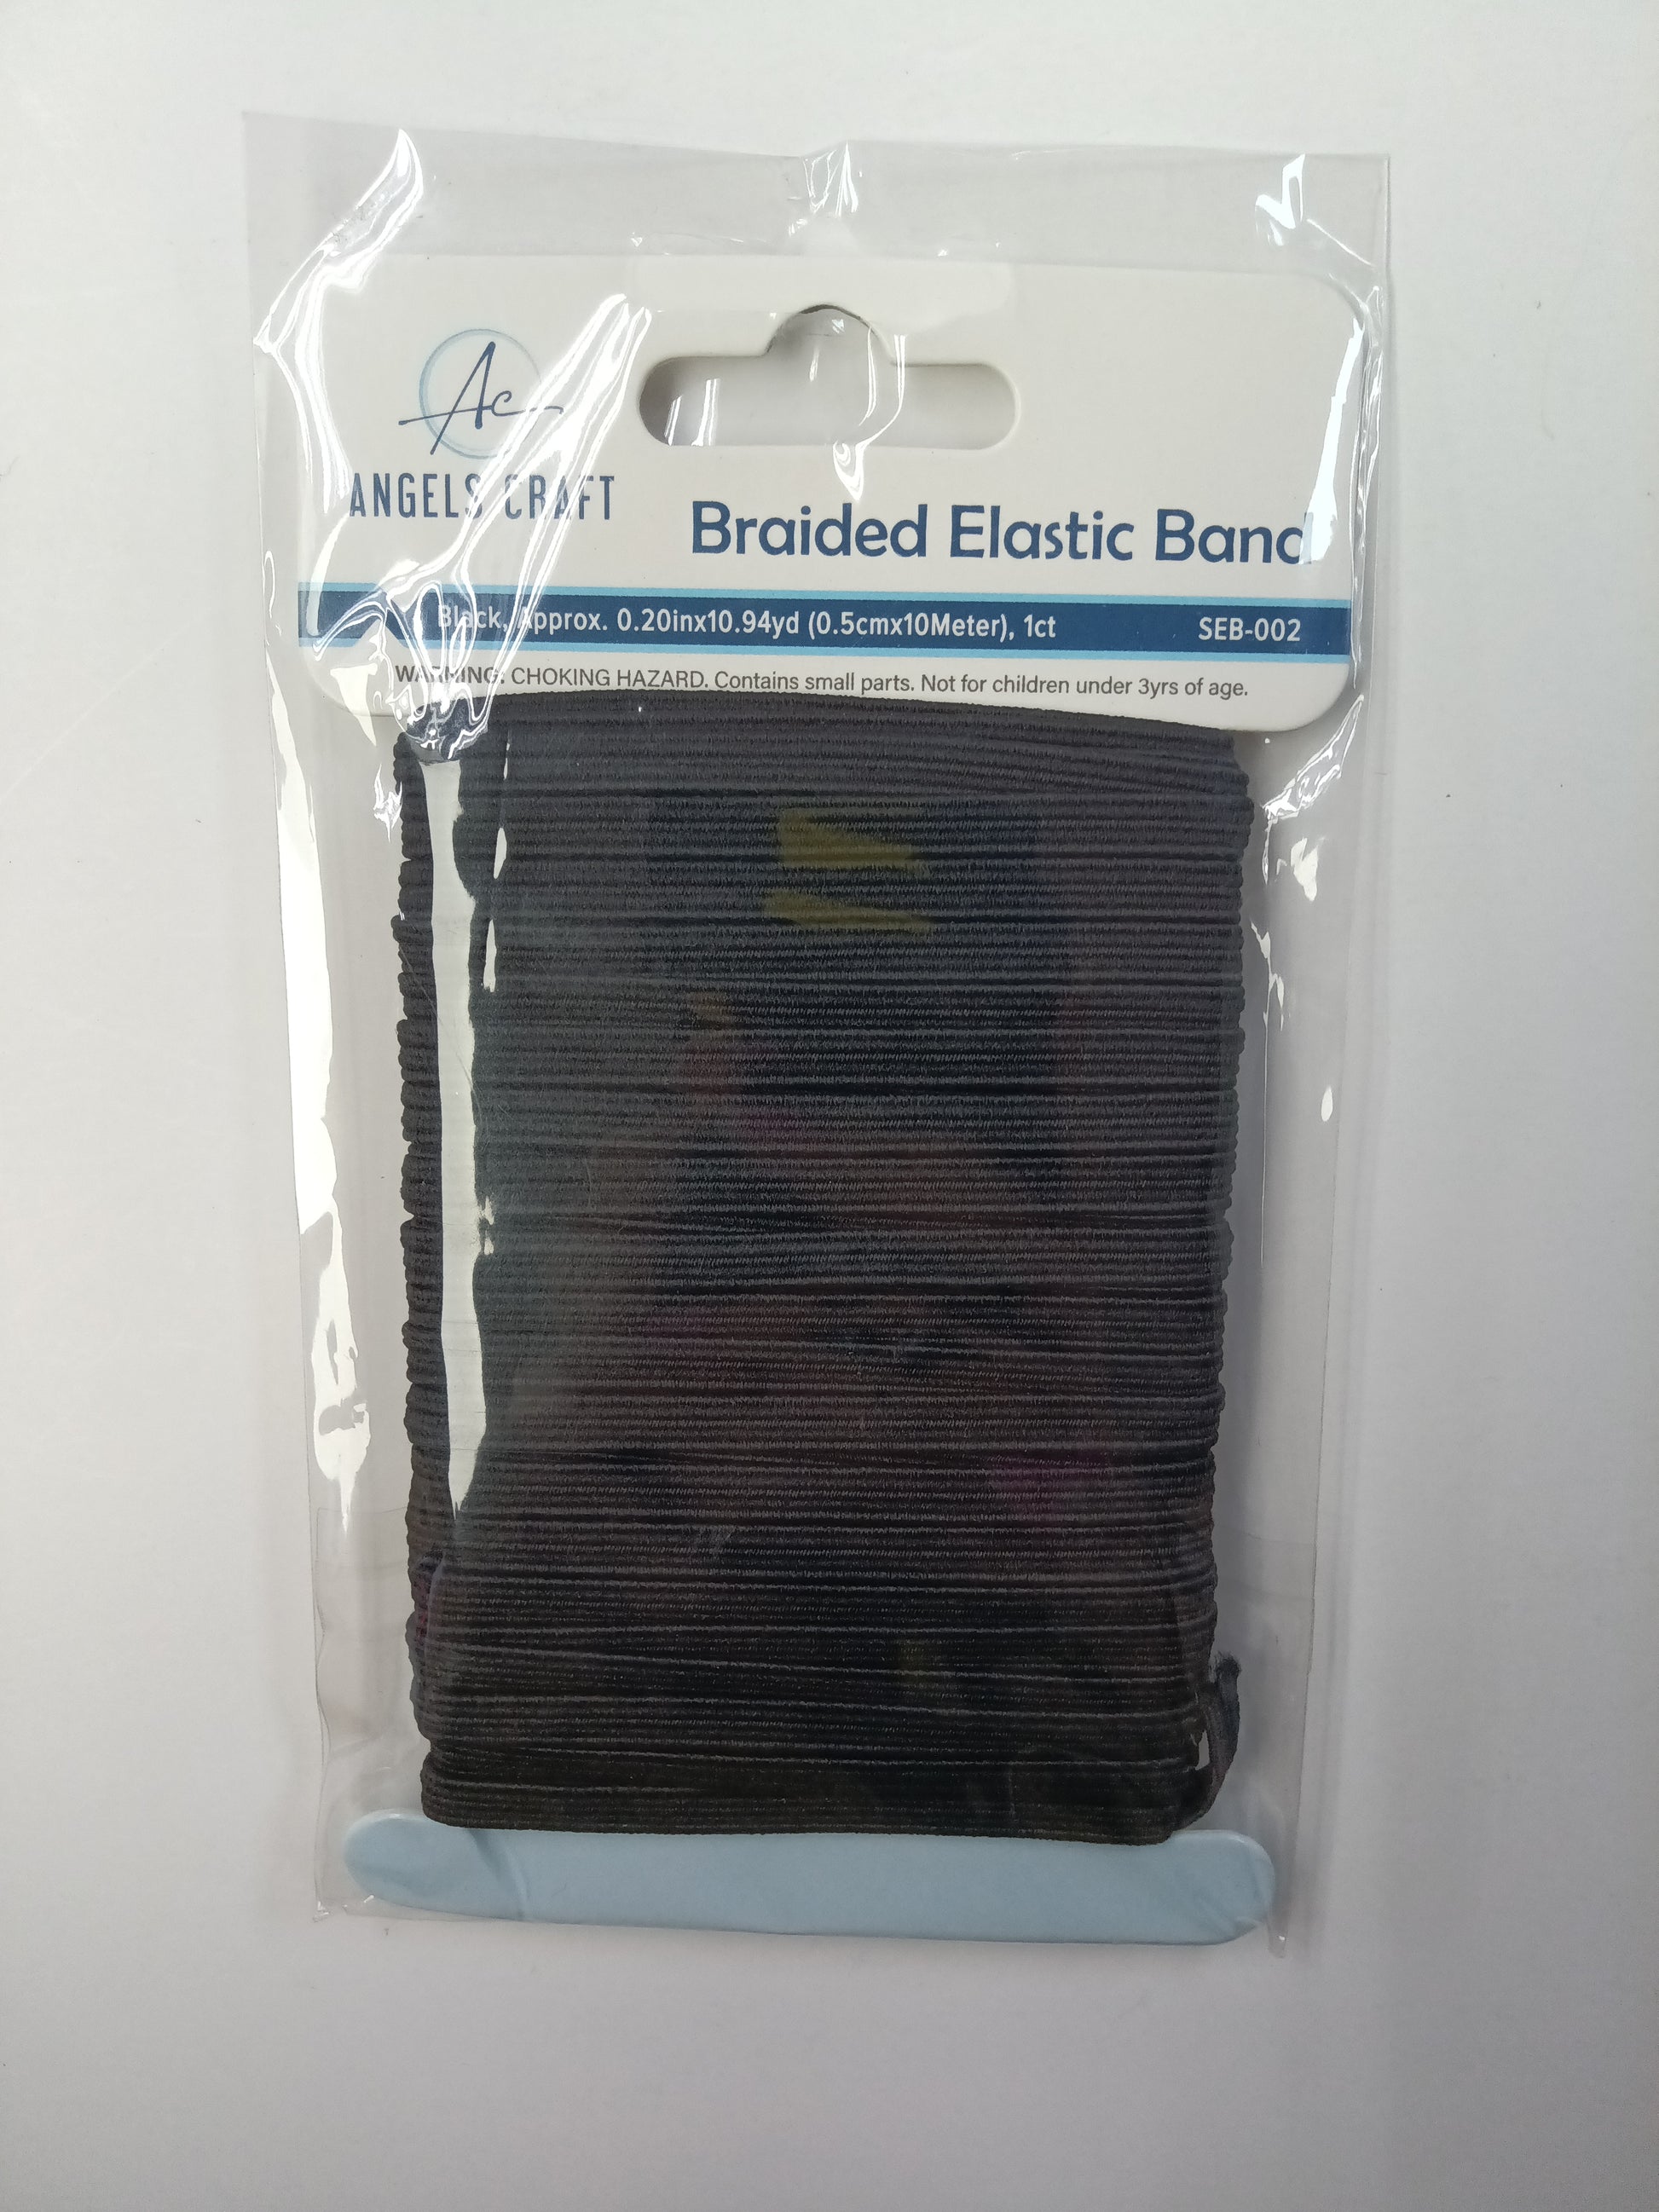 Ac
ANGELS CRAFT
Braided Elastic Band
Black, Approx. 0.20inx10.94yd (0.5cmx10Meter), 1ct SEB-002
WARNING: CHOKING HAZARD. Contains small parts. Not for children under 3yrs of age.